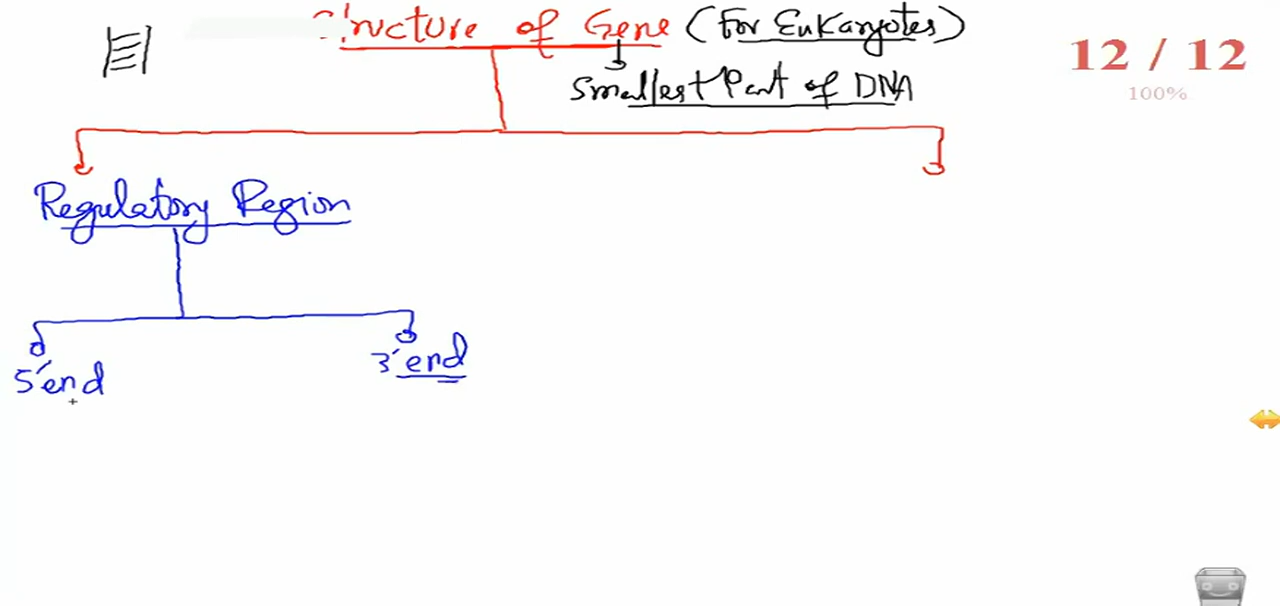 Structure of Gene (For Eukaryotes)
Smallest Part of DNA
12 / 12
100%
Regulatory Region
5' end
3' end